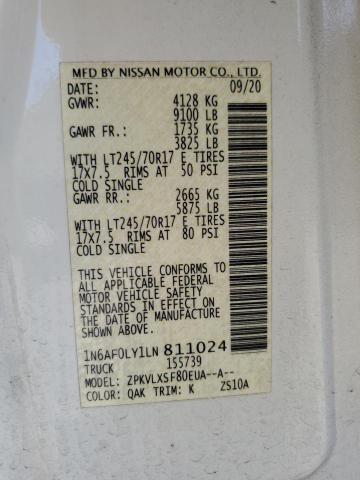 MFD BY NISSAN MOTOR CO., LTD.
DATE: 09/20
GVWR: 4128 KG
9100 LB
GAWR FR.: 1735 KG
3825 LB
WITH LT245/70R17 E TIRES
17X7.5 RIMS AT 50 PSI
COLD SINGLE
GAWR RR.: 2665 KG
5875 LB
WITH LT245/70R17 E TIRES
17X7.5 RIMS AT 80 PSI
COLD SINGLE
THIS VEHICLE CONFORMS TO
ALL APPLICABLE FEDERAL
MOTOR VEHICLE SAFETY
STANDARDS IN EFFECT ON THE
DATE OF MANUFACTURE
SHOWN ABOVE.
1N6AF0LY1LN 811024
TRUCK 155739
MODEL: ZPKVLXSF80EUA--A--
COLOR: QAK TRIM: K ZS10A